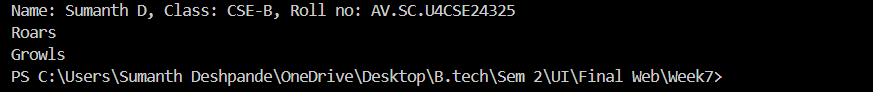 Name: Sumanth D, Class: CSE-B, Roll no: AV.SC.U4CSE24325
Roars
Growls
PS C:\Users\Sumanth Deshpande\OneDrive\Desktop\B.tech\Sem 2\UI\Final Web\Week7>